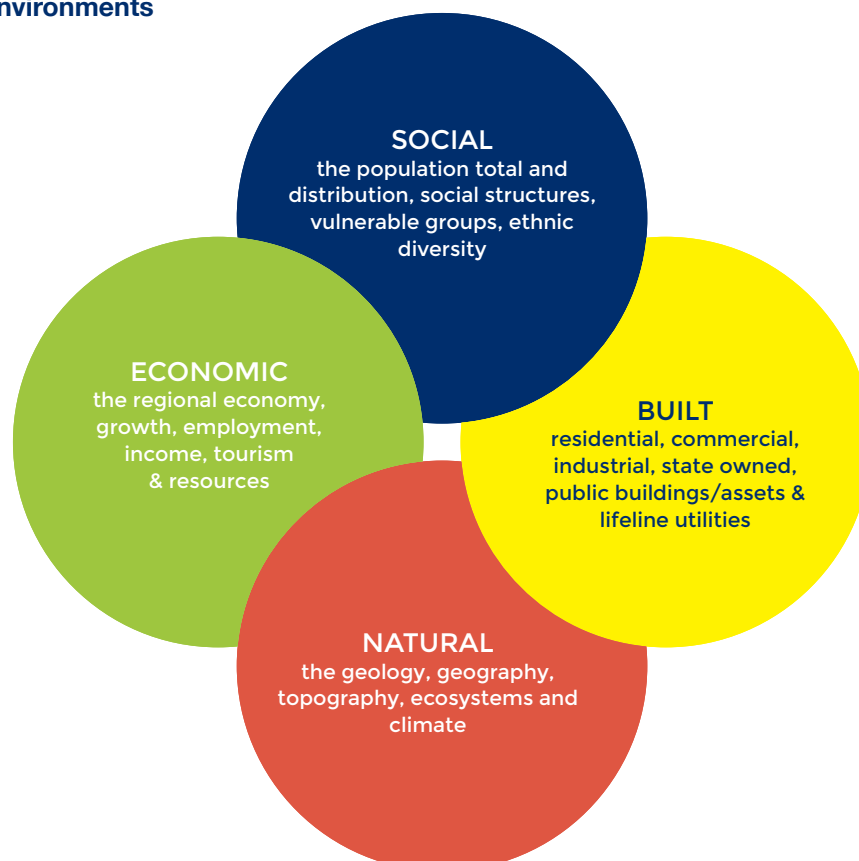 nvironments
SOCIAL
the population total and
distribution, social structures,
vulnerable groups, ethnic
diversity
ECONOMIC
the regional economy,
growth, employment,
income, tourism
& resources
BUILT
residential, commercial,
industrial, state owned,
public buildings/assets &
lifeline utilities
NATURAL
the geology, geography,
topography, ecosystems and
climate